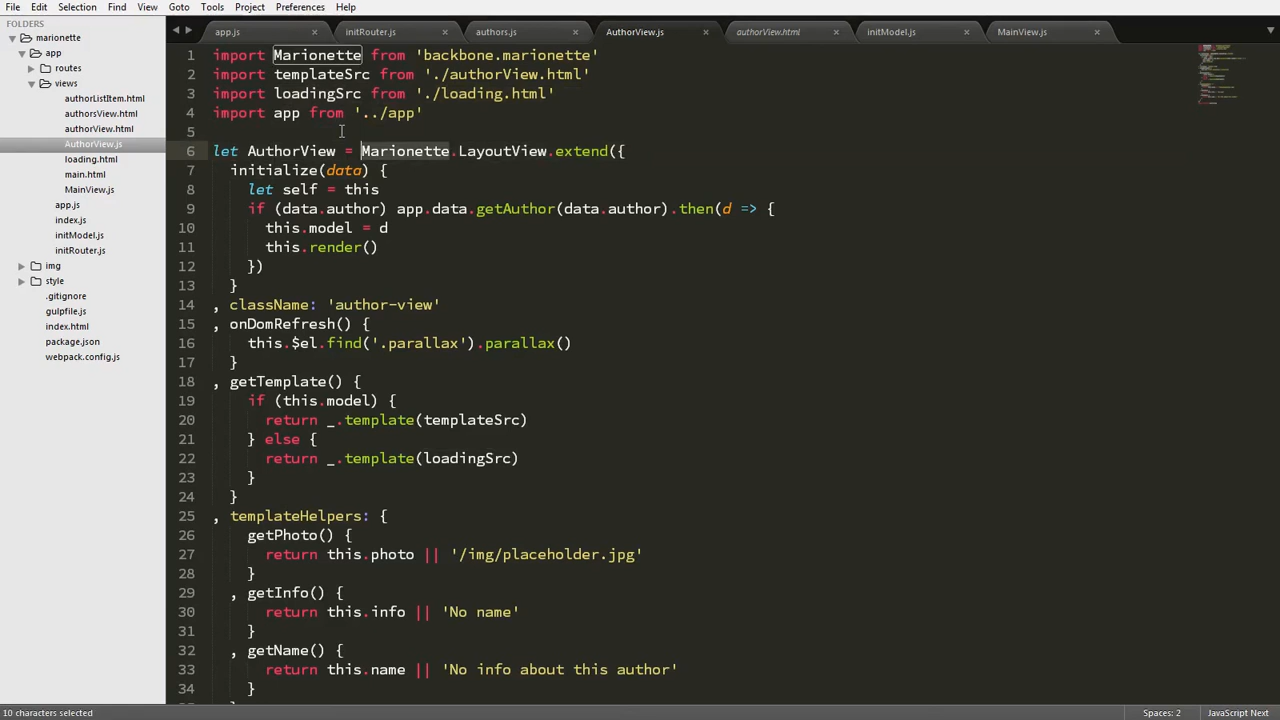 File Edit Selection Find View Goto Tools Project Preferences Help
FOLDERS
marionette
app
routes
views
authorListItem.html
authorsView.html
authorView.html
AuthorView.js
loading.html
main.html
MainView.js
app.js
index.js
initModel.js
initRouter.js
img
style
.gitignore
gulpfile.js
index.html
package.json
webpack.config.js
app.js × initRouter.js × authors.js × AuthorView.js × authorView.html × initModel.js × MainView.js ×
1 import Marionette from 'backbone.marionette'
2 import templateSrc from './authorView.html'
3 import loadingSrc from './loading.html'
4 import app from '../app'
5
6 let AuthorView = Marionette.LayoutView.extend({
7 initialize(data) {
8 let self = this
9 if (data.author) app.data.getAuthor(data.author).then(d => {
10 this.model = d
11 this.render()
12 })
13 }
14 , className: 'author-view'
15 , onDomRefresh() {
16 this.$el.find('.parallax').parallax()
17 }
18 , getTemplate() {
19 if (this.model) {
20 return _.template(templateSrc)
21 } else {
22 return _.template(loadingSrc)
23 }
24 }
25 , templateHelpers: {
26 getPhoto() {
27 return this.photo || '/img/placeholder.jpg'
28 }
29 , getInfo() {
30 return this.info || 'No name'
31 }
32 , getName() {
33 return this.name || 'No info about this author'
34 }
10 characters selected Spaces: 2 JavaScript Next